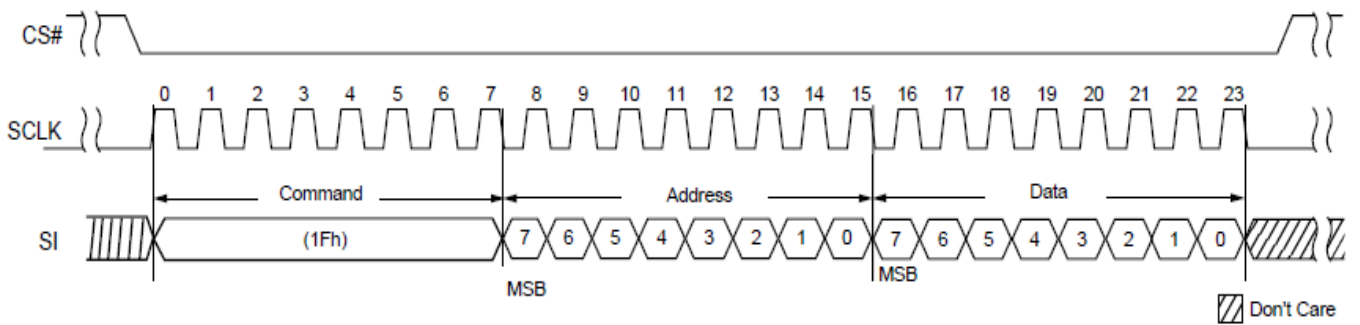 CS#
0 1 2 3 4 5 6 7 8 9 10 11 12 13 14 15 16 17 18 19 20 21 22 23
SCLK
Command Address Data
SI (1Fh) 7 6 5 4 3 2 1 0 7 6 5 4 3 2 1 0
MSB MSB
Don't Care